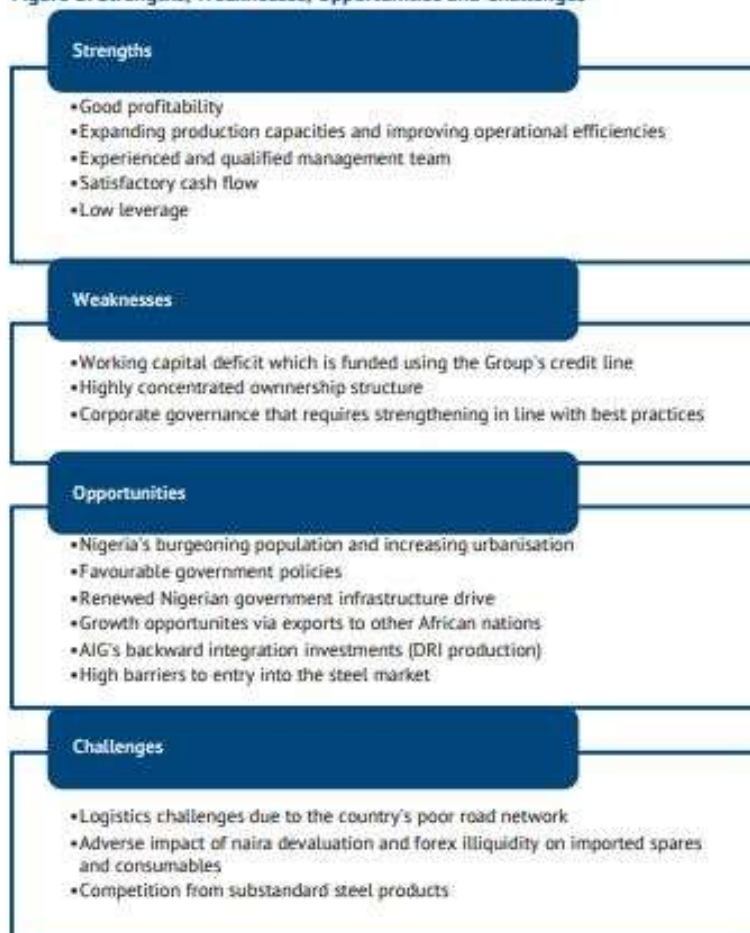 Strengths
•Good profitability
•Expanding production capacities and improving operational efficiencies
•Experienced and qualified management team
•Satisfactory cash flow
•Low leverage
Weaknesses
•Working capital deficit which is funded using the Group's credit line
•Highly concentrated ownnership structure
•Corporate governance that requires strengthening in line with best practices
Opportunities
•Nigeria's burgeoning population and increasing urbanisation
•Favourable government policies
•Renewed Nigerian government infrastructure drive
•Growth opportunites via exports to other African nations
•AIG's backward integration investments (DRI production)
•High barriers to entry into the steel market
Challenges
•Logistics challenges due to the country's poor road network
•Adverse impact of naira devaluation and forex illiquidity on imported spares
and consumables
•Competition from substandard steel products